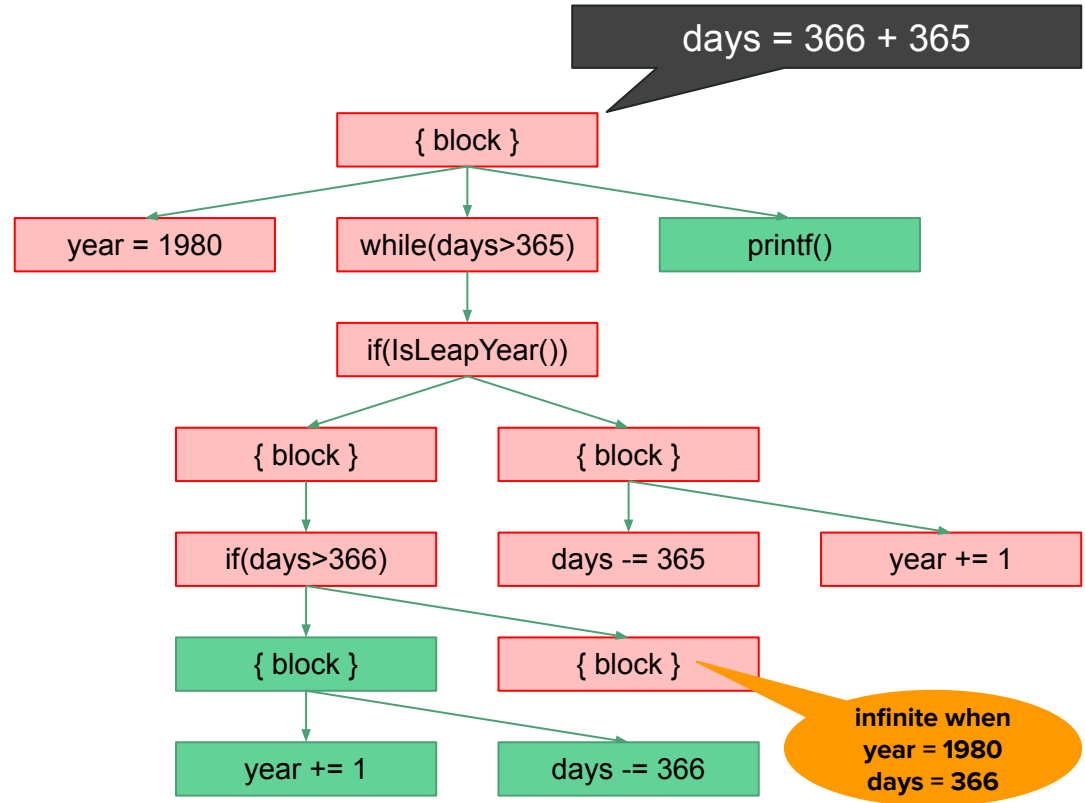 days = 366 + 365
{ block }
year = 1980
while(days>365)
printf()
if(IsLeapYear())
{ block }
{ block }
if(days>366)
days -= 365
year += 1
{ block }
{ block }
infinite when
year = 1980
days = 366
year += 1
days -= 366